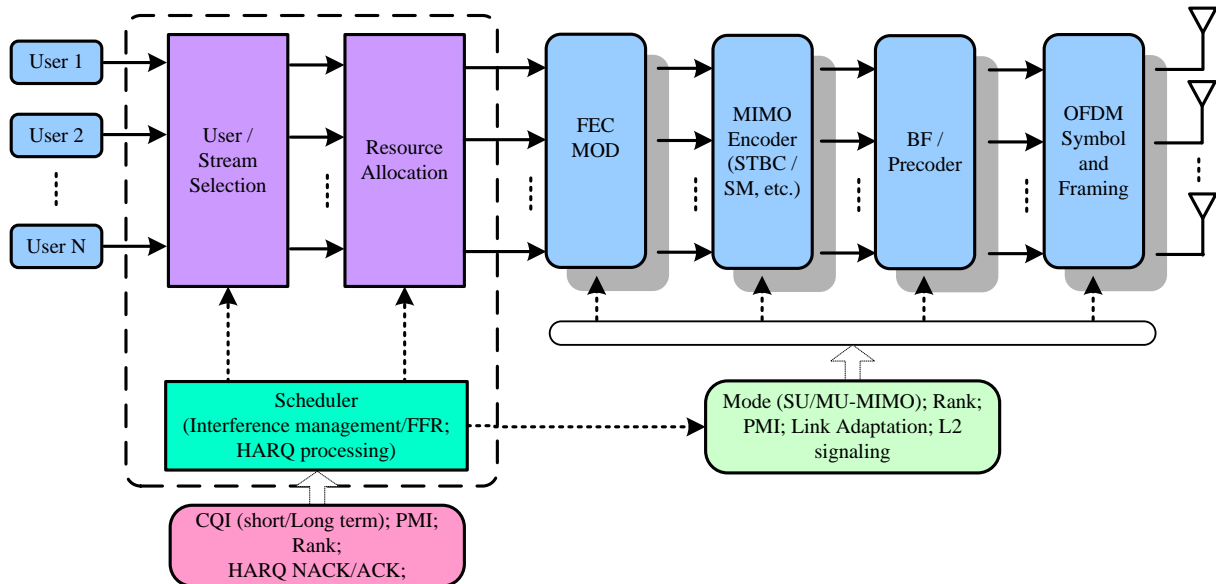 User 1
User 2
User N
User /
Stream
Selection
Resource
Allocation
FEC
MOD
MIMO
Encoder
(STBC /
SM, etc.)
BF /
Precoder
OFDM
Symbol
and
Framing
Scheduler
(Interference management/FFR;
HARQ processing)
Mode (SU/MU-MIMO); Rank;
PMI; Link Adaptation; L2
signaling
CQI (short/Long term); PMI;
Rank;
HARQ NACK/ACK;